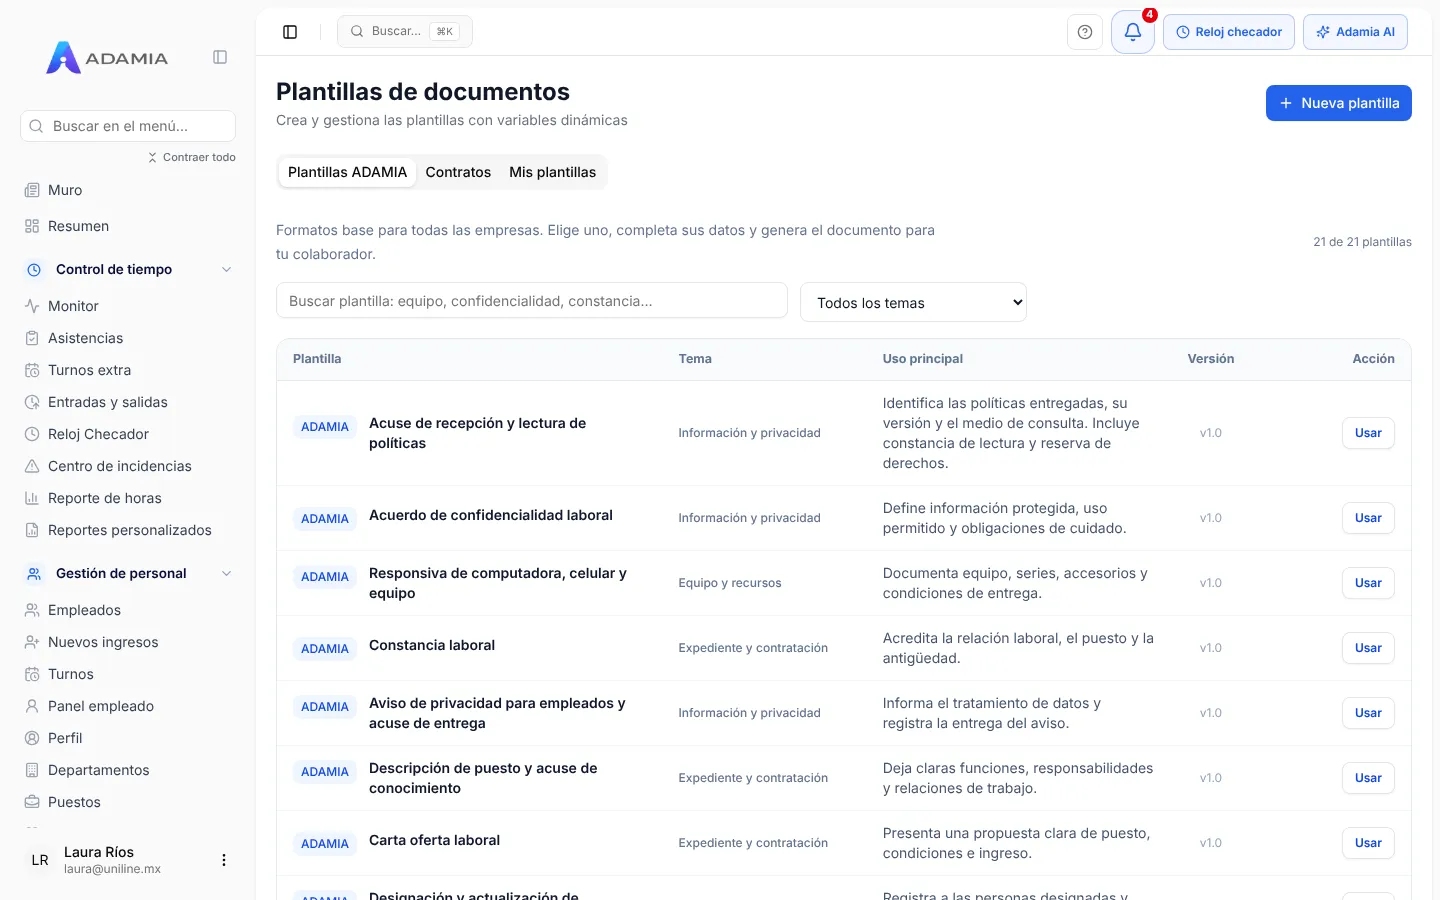 ADAMIA
Buscar en el menú...
Contraer todo
Muro
Resumen
Control de tiempo
Monitor
Asistencias
Turnos extra
Entradas y salidas
Reloj Checador
Centro de incidencias
Reporte de horas
Reportes personalizados
Gestión de personal
Empleados
Nuevos ingresos
Turnos
Panel empleado
Perfil
Departamentos
Puestos
LR
Laura Ríos
laura@uniline.mx
Buscar... ⌘K
4
Reloj checador
Adamia AI
Plantillas de documentos
Crea y gestiona las plantillas con variables dinámicas
+ Nueva plantilla
Plantillas ADAMIA Contratos Mis plantillas
Formatos base para todas las empresas. Elige uno, completa sus datos y genera el documento para
tu colaborador.
21 de 21 plantillas
Buscar plantilla: equipo, confidencialidad, constancia...
Todos los temas
Plantilla Tema Uso principal Versión Acción
ADAMIA
Acuse de recepción y lectura de
políticas
Información y privacidad
Identifica las políticas entregadas, su
versión y el medio de consulta. Incluye
constancia de lectura y reserva de
derechos.
v1.0
Usar
ADAMIA
Acuerdo de confidencialidad laboral
Información y privacidad
Define información protegida, uso
permitido y obligaciones de cuidado.
v1.0
Usar
ADAMIA
Responsiva de computadora, celular y
equipo
Equipo y recursos
Documenta equipo, series, accesorios y
condiciones de entrega.
v1.0
Usar
ADAMIA
Constancia laboral
Expediente y contratación
Acredita la relación laboral, el puesto y la
antigüedad.
v1.0
Usar
ADAMIA
Aviso de privacidad para empleados y
acuse de entrega
Información y privacidad
Informa el tratamiento de datos y
registra la entrega del aviso.
v1.0
Usar
ADAMIA
Descripción de puesto y acuse de
conocimiento
Expediente y contratación
Deja claras funciones, responsabilidades
y relaciones de trabajo.
v1.0
Usar
ADAMIA
Carta oferta laboral
Expediente y contratación
Presenta una propuesta clara de puesto,
condiciones e ingreso.
v1.0
Usar
ADAMIA
Designación y actualización de
Registra a las personas designadas y